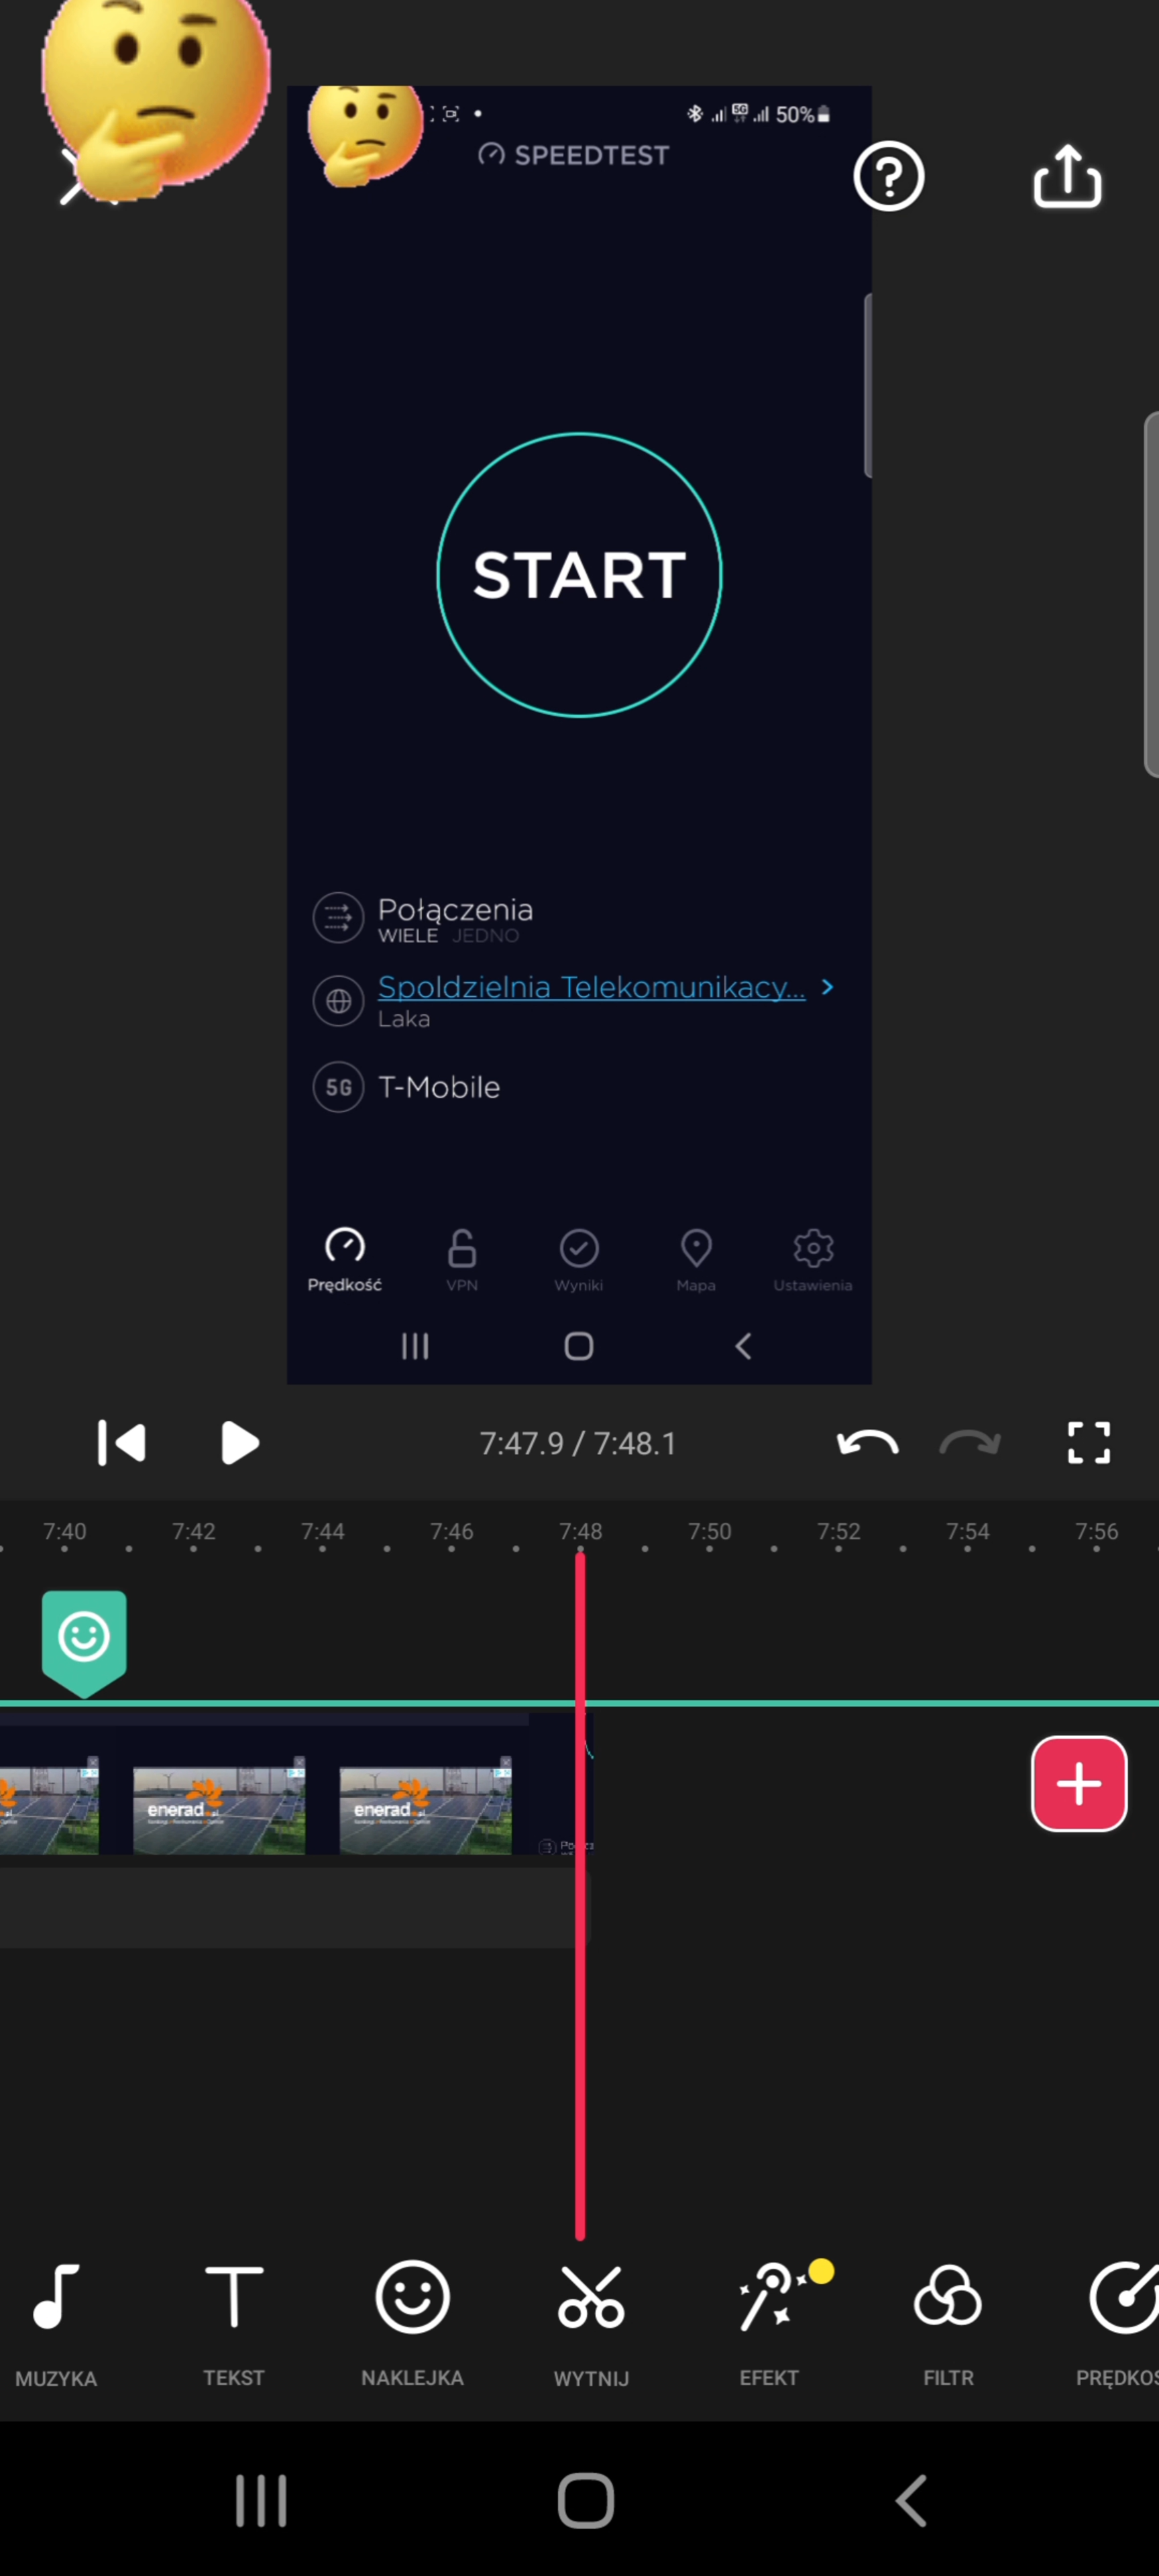 50%
SPEEDTEST
START
Połączenia
WIELE JEDNO
Spoldzielnia Telekomunikacy... >
Laka
5G T-Mobile
Prędkość VPN Wyniki Mapa Ustawienia
7:47.9 / 7:48.1
7:40 7:42 7:44 7:46 7:48 7:50 7:52 7:54 7:56
enerad enerad
MUZYKA TEKST NAKLEJKA WYTNIJ EFEKT FILTR PRĘDKOŚ